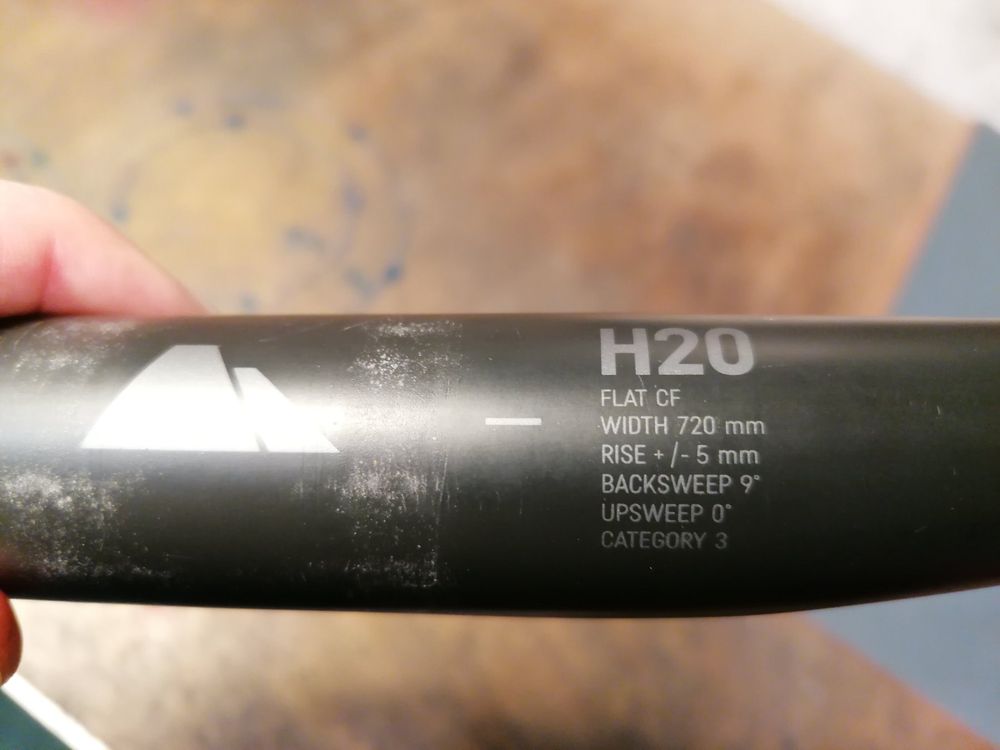 H20
FLAT CF
WIDTH 720 mm
RISE +/- 5 mm
BACKSWEEP 9°
UPSWEEP 0°
CATEGORY 3